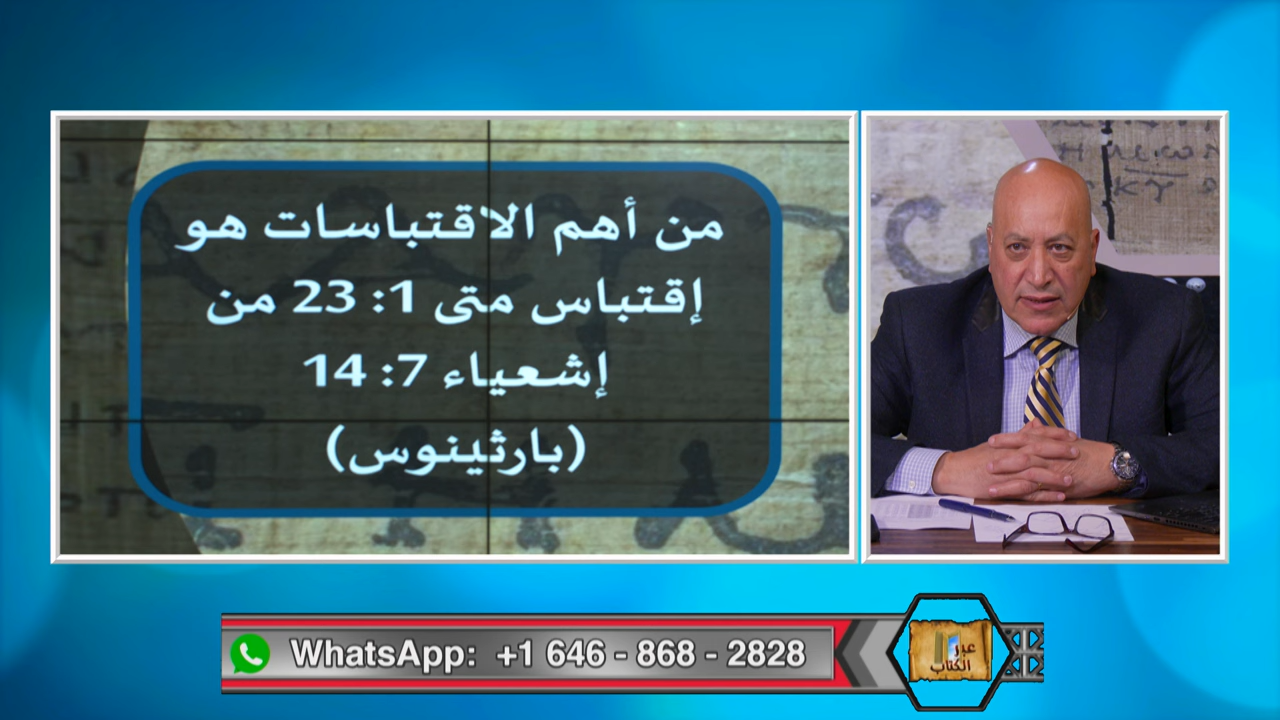 من أهم الاقتباسات هو
إقتباس متى 1: 23 من
إشعياء 7: 14
(بارثينوس)
WhatsApp: +1 646 - 868 - 2828
عبر
الكتاب